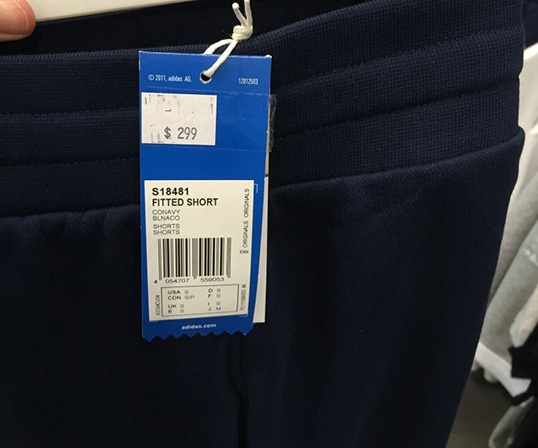 © 2011, adidas AG.
12012503
$ 299
S18481
FITTED SHORT
CONAVY
BLNACO
SHORTS
SHORTS
ORIGINALS ORIGINALS
EAN
4 054707 559053
USA S D S
CDN S/P F S
UK S I S
E S J M
adidas.com